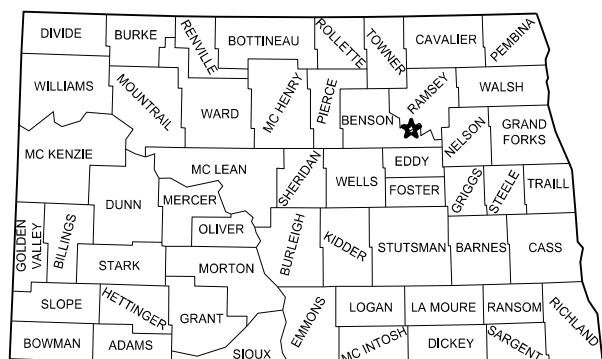 DIVIDE
BURKE
RENVILLE
BOTTINEAU
ROLLETTE
TOWNER
CAVALIER
PEMBINA
WILLIAMS
MOUNTRAIL
WARD
MC HENRY
PIERCE
BENSON
RAMSEY
WALSH
NELSON
GRAND
FORKS
MC KENZIE
MC LEAN
SHERIDAN
WELLS
EDDY
FOSTER
GRIGGS
STEELE
TRAILL
DUNN
MERCER
OLIVER
GOLDEN
VALLEY
BILLINGS
STARK
MORTON
BURLEIGH
KIDDER
STUTSMAN
BARNES
CASS
SLOPE
HETTINGER
GRANT
EMMONS
LOGAN
LA MOURE
RANSOM
RICHLAND
BOWMAN
ADAMS
SIOUX
MC INTOSH
DICKEY
SARGENT